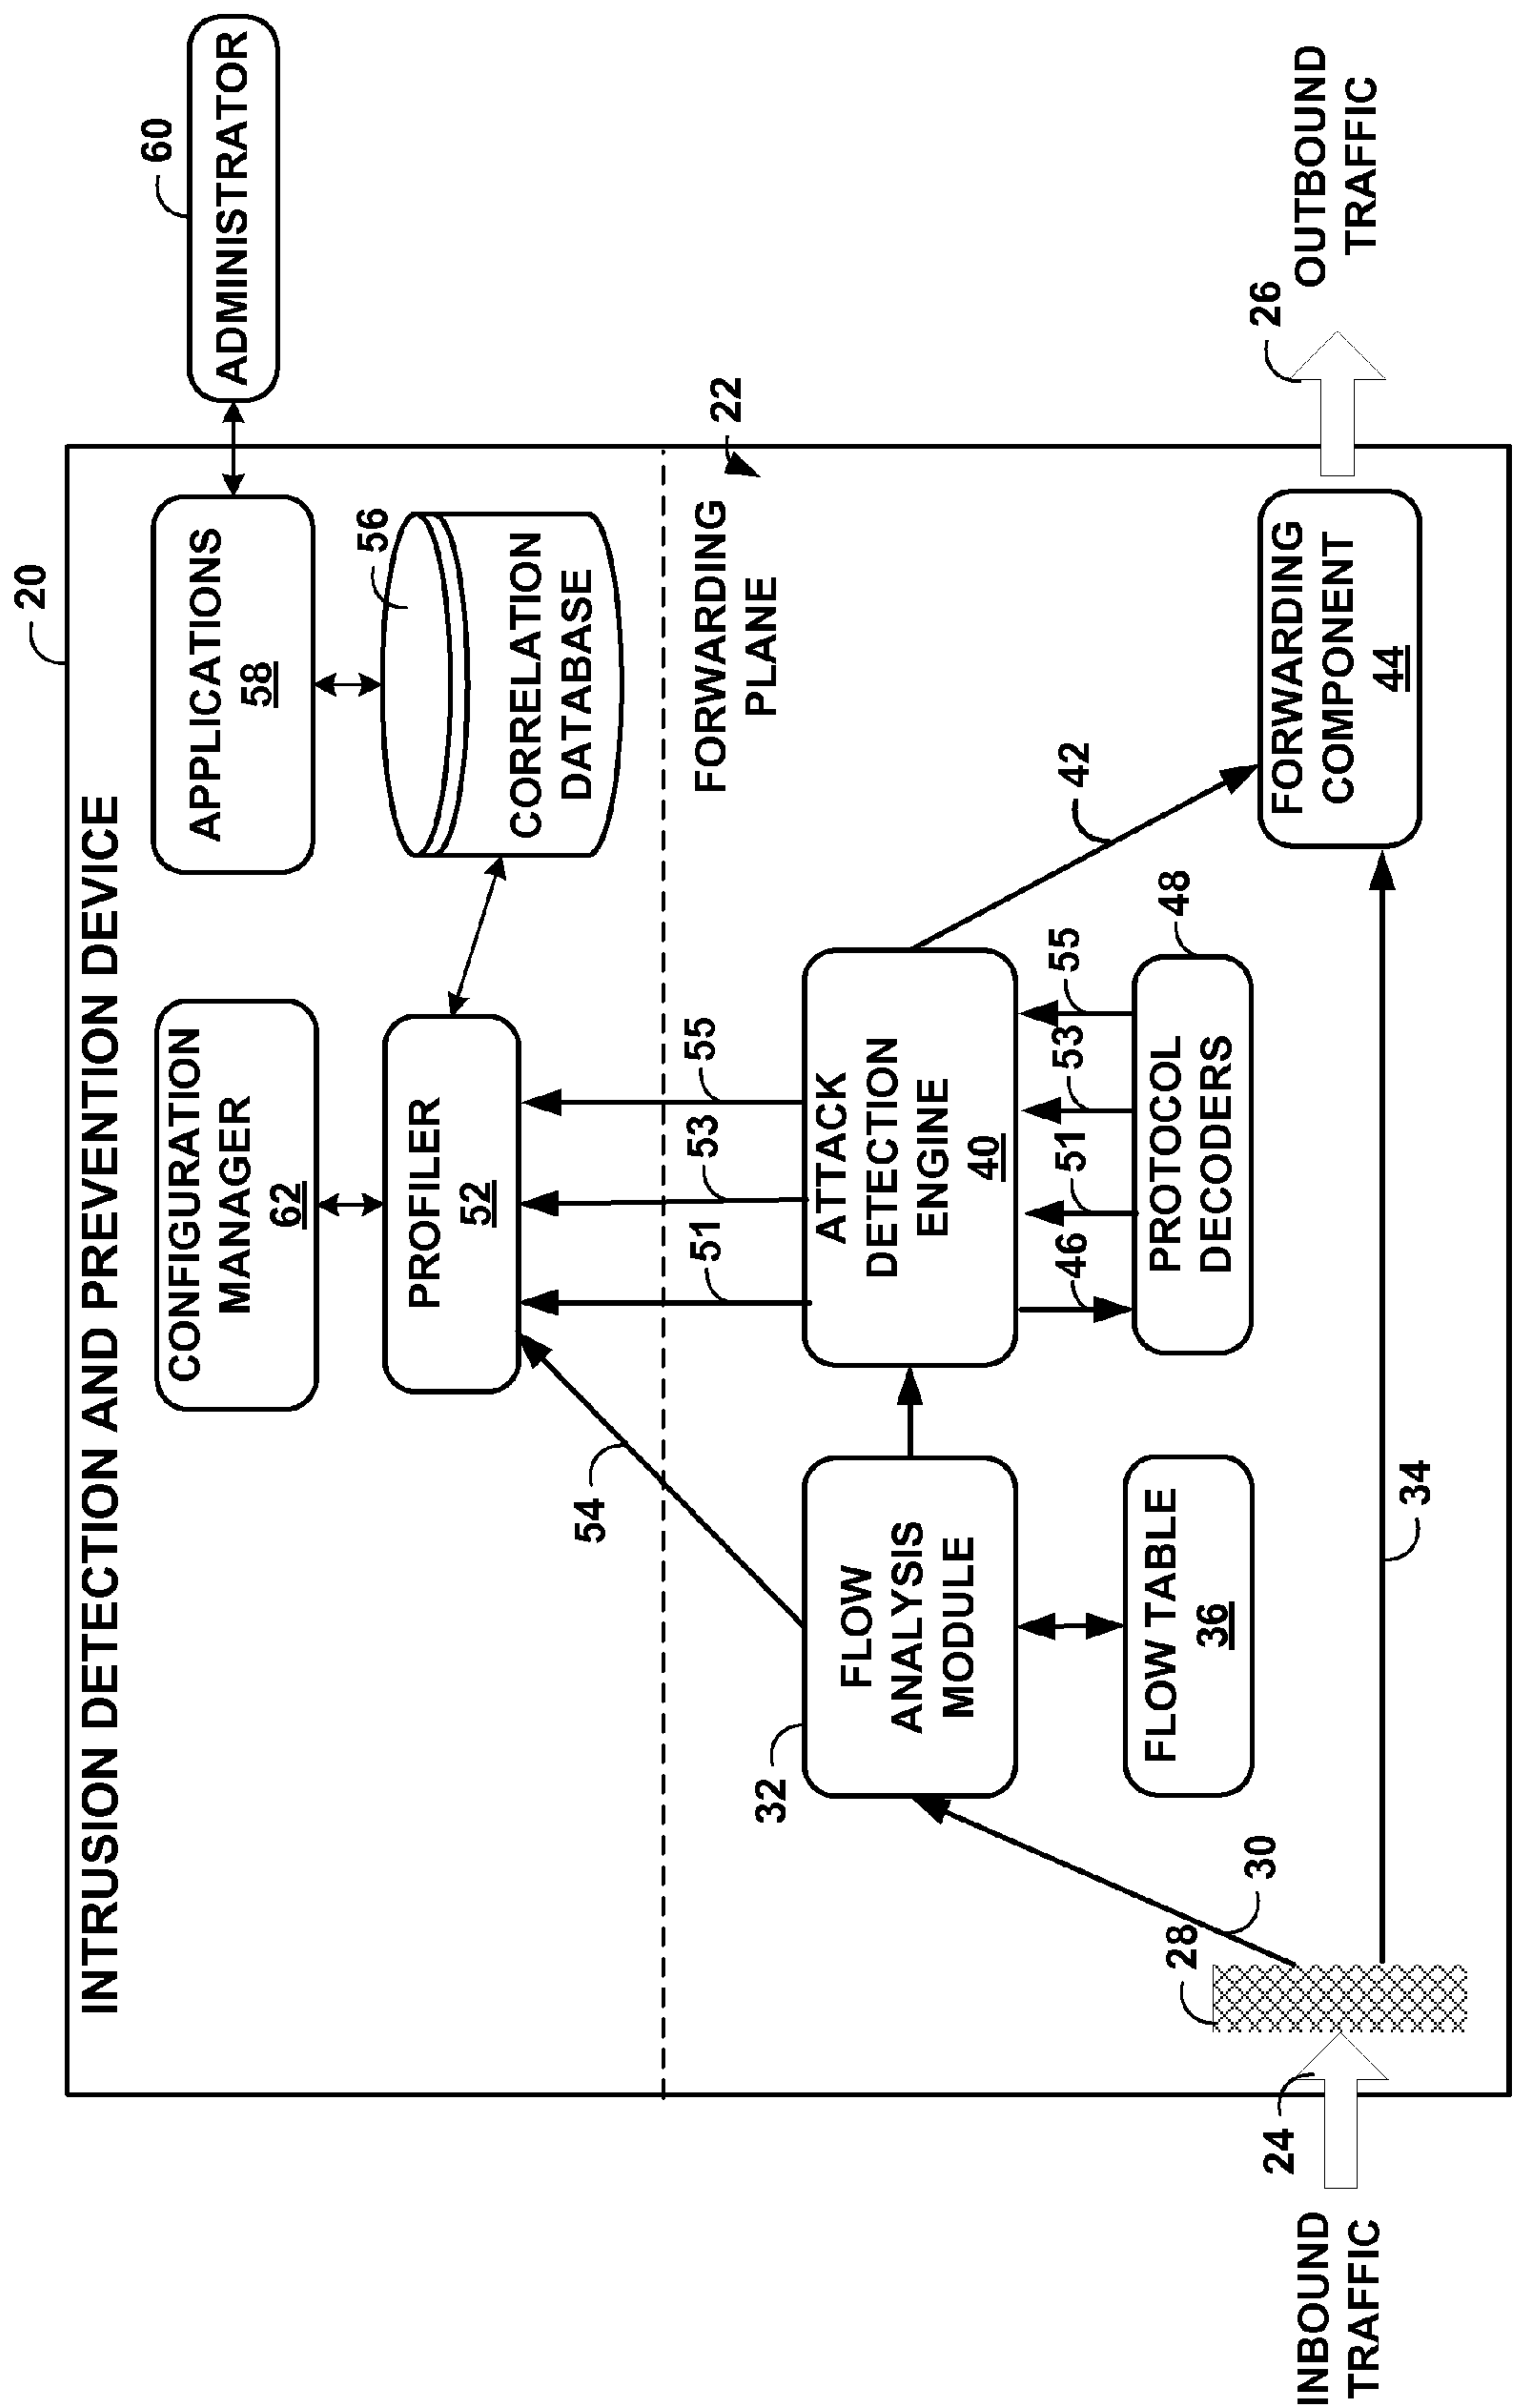 INTRUSION DETECTION AND PREVENTION DEVICE
20
60
ADMINISTRATOR
CONFIGURATION
MANAGER
62
APPLICATIONS
58
PROFILER
52
56
CORRELATION
DATABASE
54
51
53
55
FORWARDING
PLANE
22
32
FLOW
ANALYSIS
MODULE
ATTACK
DETECTION
ENGINE
40
42
46
51
53
55
FLOW TABLE
36
PROTOCOL
DECODERS
48
30
28
24
INBOUND
TRAFFIC
34
FORWARDING
COMPONENT
44
26
OUTBOUND
TRAFFIC